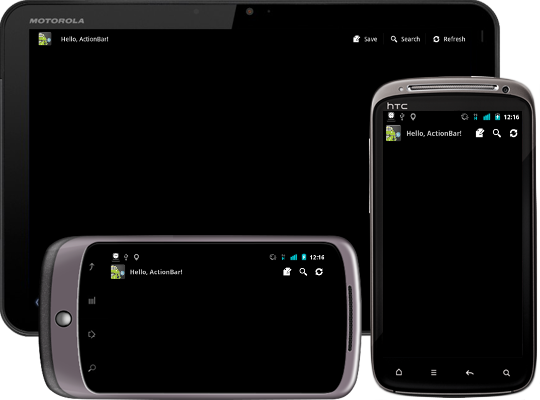 MOTOROLA
Hello, ActionBar! Save Search Refresh
hTC
12:16
Hello, ActionBar!
12:16
Hello, ActionBar!